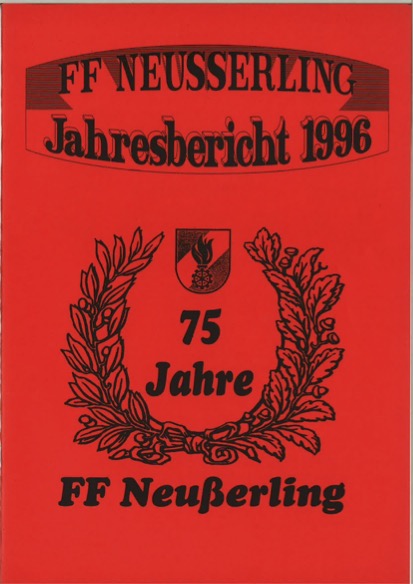 FF NEUSSERLING
Jahresbericht 1996
75
Jahre
FF Neußerling